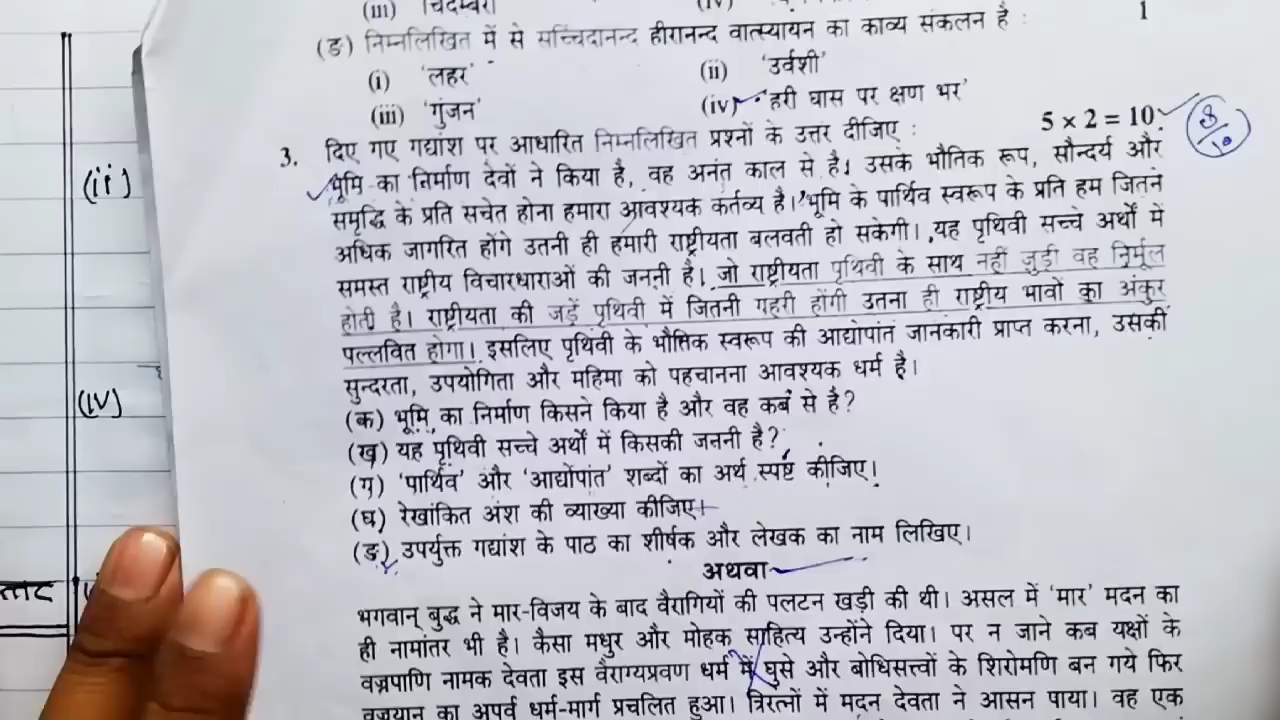 (iii) चिदम्बरा
(iv)
(ङ) निम्नलिखित में से सच्चिदानन्द हीरानन्द वात्स्यायन का काव्य संकलन है : 1
(i) 'लहर' (ii) 'उर्वशी'
(iii) 'गुंजन' (iv) 'हरी घास पर क्षण भर'
3. दिए गए गद्यांश पर आधारित निम्नलिखित प्रश्नों के उत्तर दीजिए : 5 × 2 = 10
भूमि का निर्माण देवों ने किया है, वह अनंत काल से है। उसके भौतिक रूप, सौन्दर्य और
समृद्धि के प्रति सचेत होना हमारा आवश्यक कर्तव्य है। भूमि के पार्थिव स्वरूप के प्रति हम जितने
अधिक जागरित होंगे उतनी ही हमारी राष्ट्रीयता बलवती हो सकेगी। यह पृथिवी सच्चे अर्थों में
समस्त राष्ट्रीय विचारधाराओं की जननी है। जो राष्ट्रीयता पृथिवी के साथ नहीं जुड़ी वह निर्मूल
होती है। राष्ट्रीयता की जड़ें पृथिवी में जितनी गहरी होंगी उतना ही राष्ट्रीय भावों का अंकुर
पल्लवित होगा। इसलिए पृथिवी के भौतिक स्वरूप की आद्योपांत जानकारी प्राप्त करना, उसकी
सुन्दरता, उपयोगिता और महिमा को पहचानना आवश्यक धर्म है।
(क) भूमि का निर्माण किसने किया है और वह कब से है?
(ख) यह पृथिवी सच्चे अर्थों में किसकी जननी है?
(ग) 'पार्थिव' और 'आद्योपांत' शब्दों का अर्थ स्पष्ट कीजिए।
(घ) रेखांकित अंश की व्याख्या कीजिए।
(ङ) उपर्युक्त गद्यांश के पाठ का शीर्षक और लेखक का नाम लिखिए।
अथवा
भगवान् बुद्ध ने मार-विजय के बाद वैरागियों की पलटन खड़ी की थी। असल में 'मार' मदन का
ही नामांतर भी है। कैसा मधुर और मोहक साहित्य उन्होंने दिया। पर न जाने कब यक्षों के
वज्रपाणि नामक देवता इस वैराग्यप्रवण धर्म में घुसे और बोधिसत्त्वों के शिरोमणि बन गये फिर
वज्रयान का अपूर्व धर्म-मार्ग प्रचलित हुआ। त्रिरत्नों में मदन देवता ने आसन पाया। वह एक
(ii)
(iv)